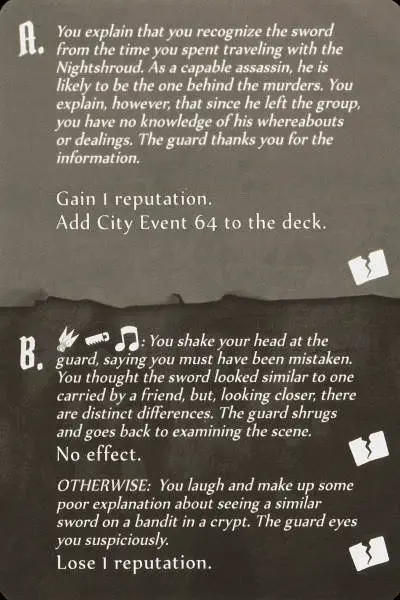 A. You explain that you recognize the sword
from the time you spent traveling with the
Nightshroud. As a capable assassin, he is
likely to be the one behind the murders. You
explain, however, that since he left the group,
you have no knowledge of his whereabouts
or dealings. The guard thanks you for the
information.
Gain 1 reputation.
Add City Event 64 to the deck.
B. : You shake your head at the
guard, saying you must have been mistaken.
You thought the sword looked similar to one
carried by a friend, but, looking closer, there
are distinct differences. The guard shrugs
and goes back to examining the scene.
No effect.
OTHERWISE: You laugh and make up some
poor explanation about seeing a similar
sword on a bandit in a crypt. The guard eyes
you suspiciously.
Lose 1 reputation.